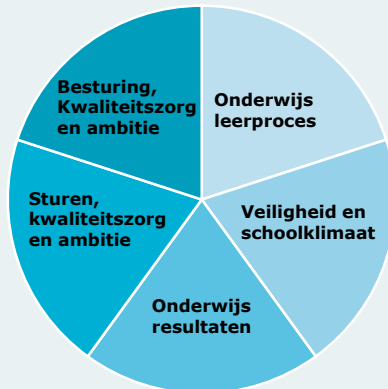 Besturing,
Kwaliteitszorg
en ambitie
Onderwijs
leerproces
Sturen,
kwaliteitszorg
en ambitie
Veiligheid en
schoolklimaat
Onderwijs
resultaten